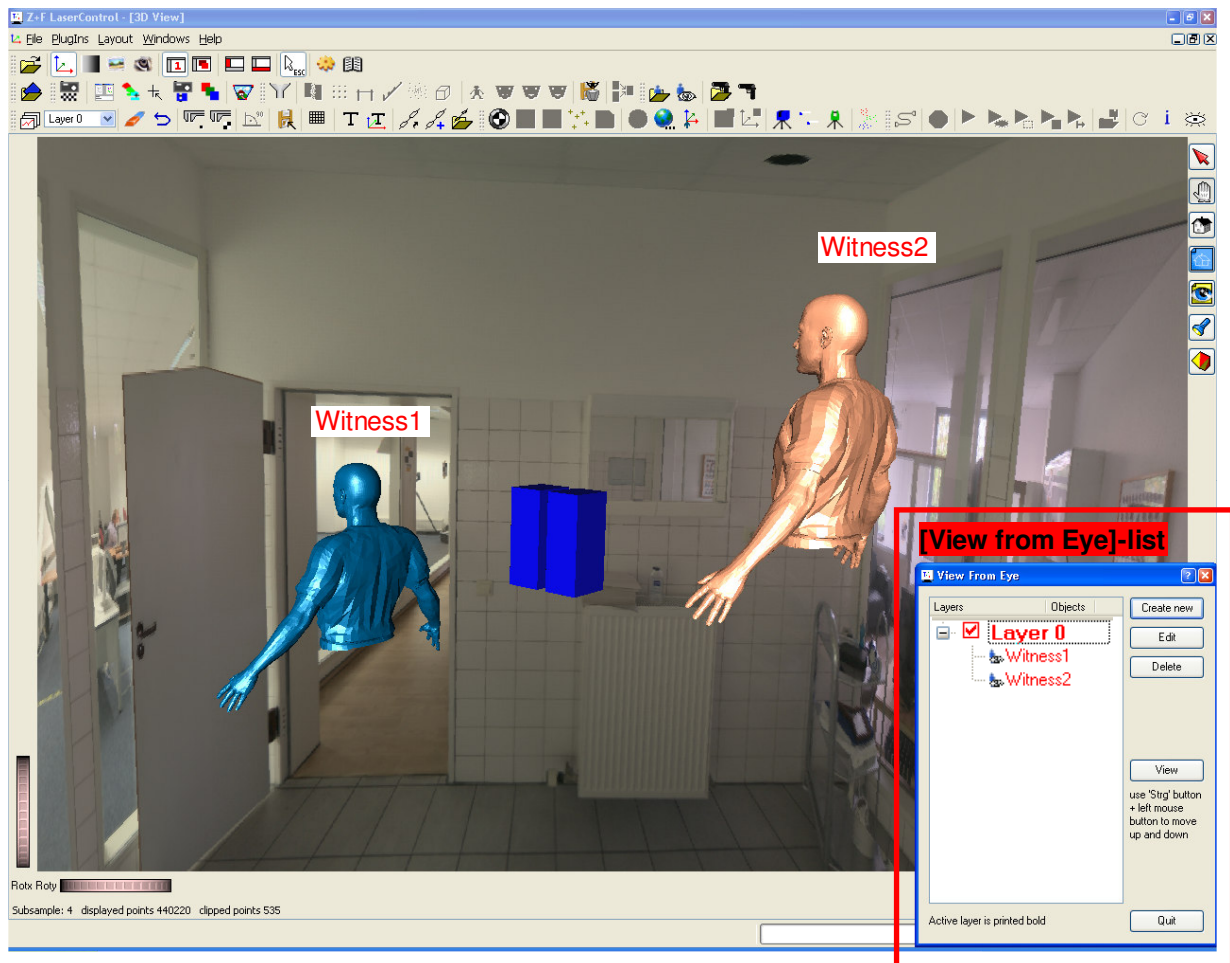 Z+F LaserControl - [3D View]
File PlugIns Layout Windows Help
1
ESC
Layer 0
90°
T T
i
Witness2
Witness1
[View from Eye]-list
View From Eye
Layers Objects
Create new
Layer 0
Edit
Witness1
Delete
Witness2
View
use 'Strg' button
+ left mouse
button to move
up and down
Active layer is printed bold
Quit
Rotx Roty
Subsample: 4 displayed points 440220 clipped points 535